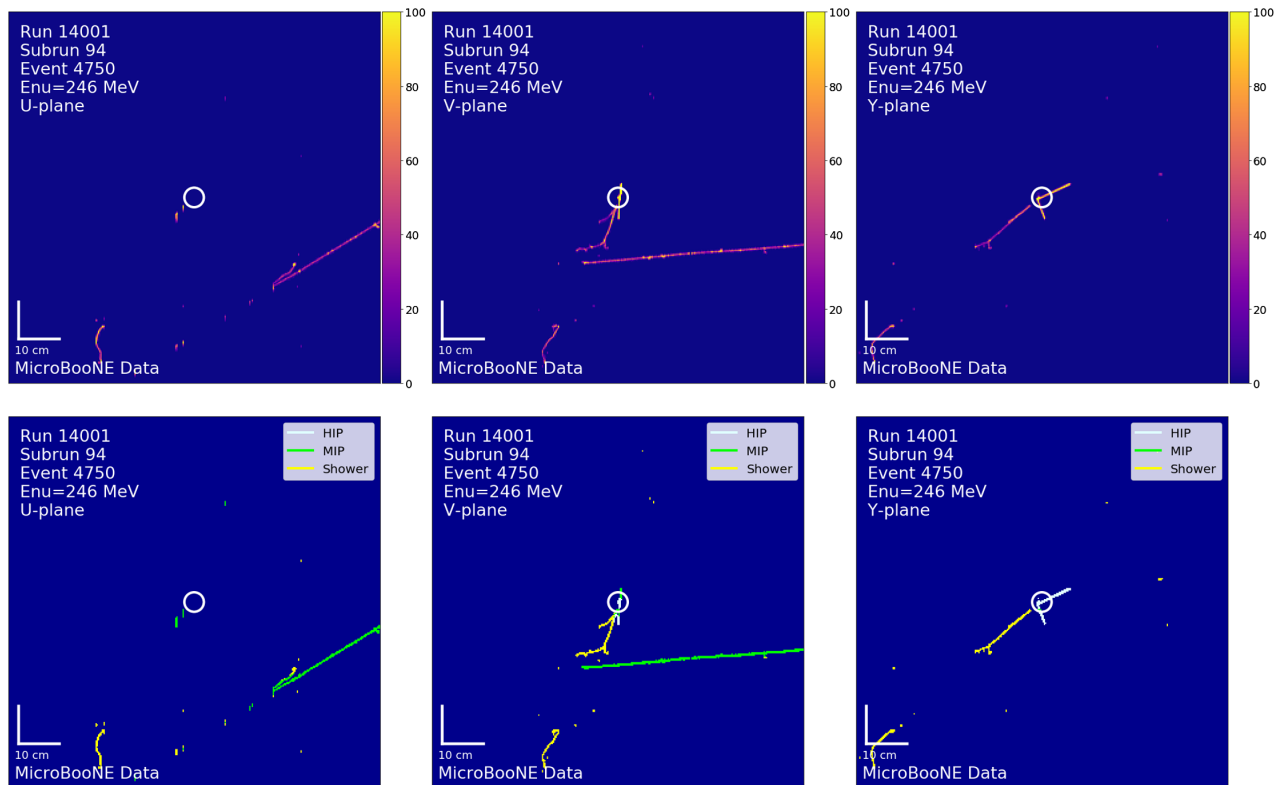 Run 14001
Subrun 94
Event 4750
Enu=246 MeV
U-plane
10 cm
MicroBooNE Data
100
80
60
40
20
0
Run 14001
Subrun 94
Event 4750
Enu=246 MeV
V-plane
10 cm
MicroBooNE Data
100
80
60
40
20
0
Run 14001
Subrun 94
Event 4750
Enu=246 MeV
Y-plane
10 cm
MicroBooNE Data
100
80
60
40
20
0
Run 14001
Subrun 94
Event 4750
Enu=246 MeV
U-plane
HIP
MIP
Shower
10 cm
MicroBooNE Data
Run 14001
Subrun 94
Event 4750
Enu=246 MeV
V-plane
HIP
MIP
Shower
10 cm
MicroBooNE Data
Run 14001
Subrun 94
Event 4750
Enu=246 MeV
Y-plane
HIP
MIP
Shower
10 cm
MicroBooNE Data